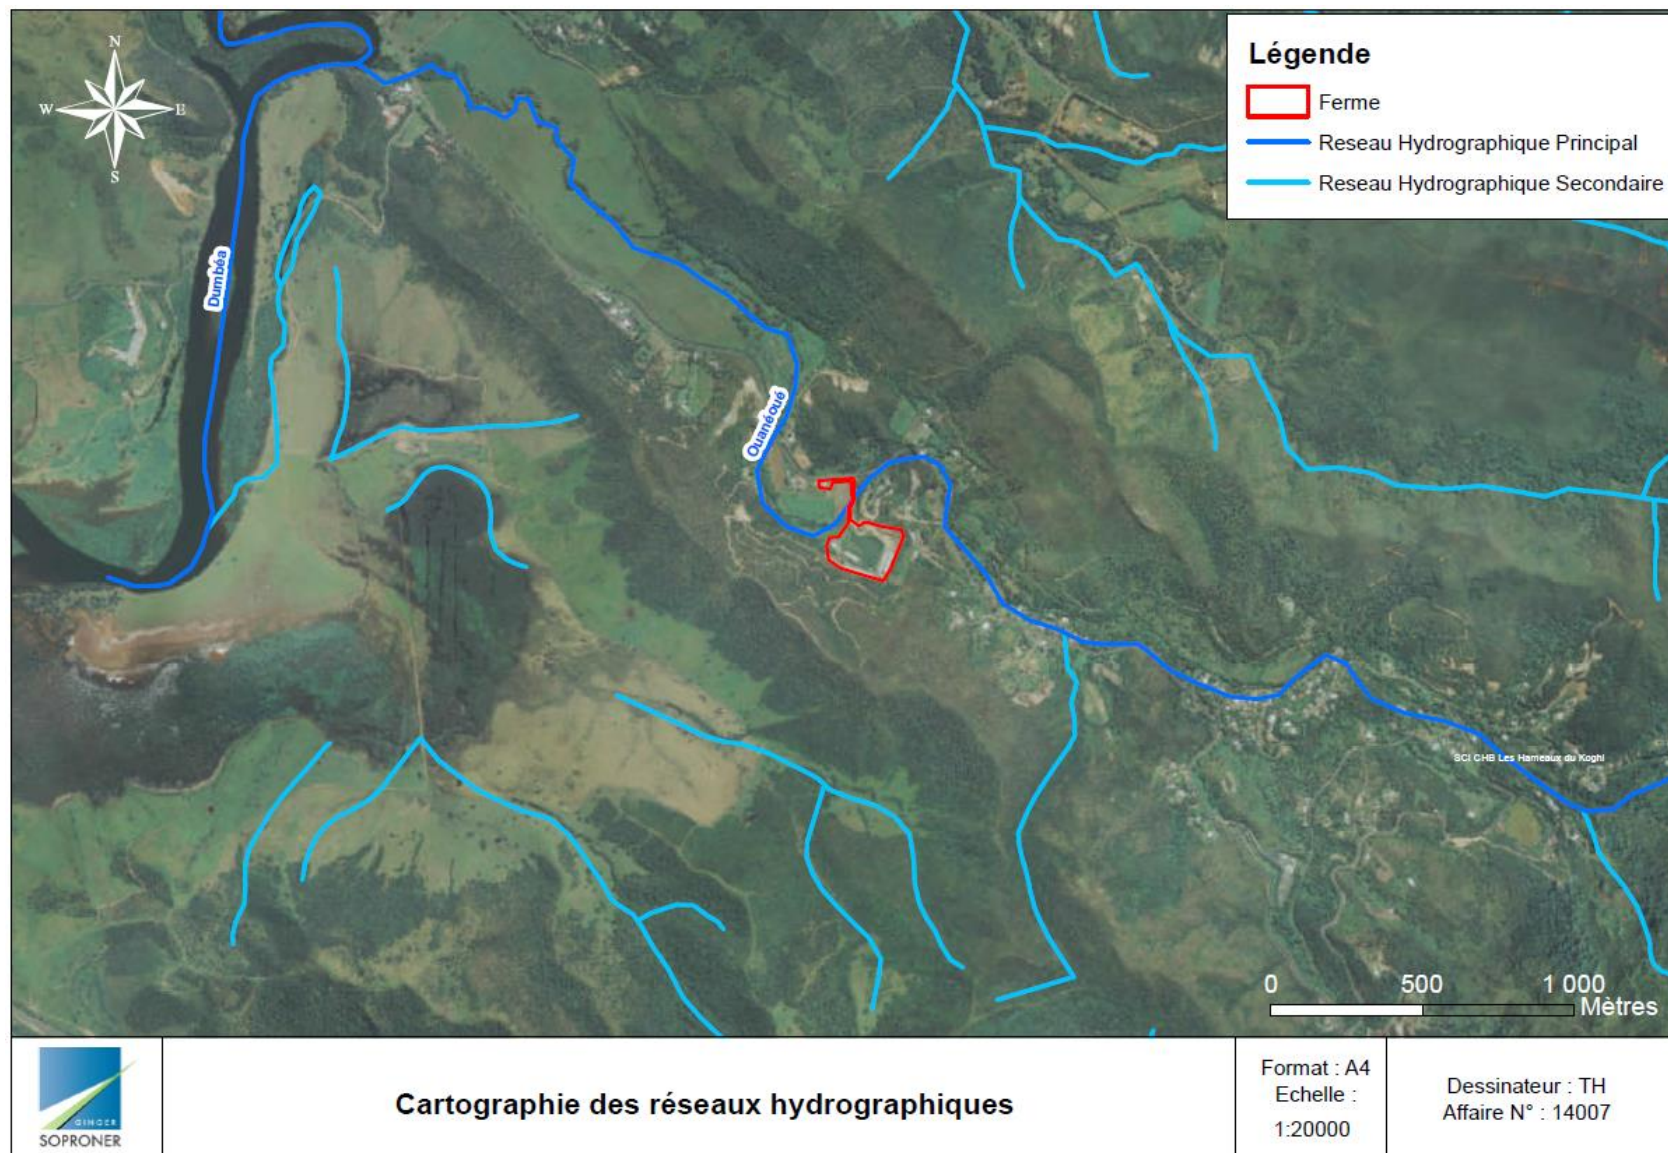 N
W
E
S
Légende
Ferme
Reseau Hydrographique Principal
Reseau Hydrographique Secondaire
Dumbéa
Ouanéoué
SCI CHB Les Hameaux du Koghi
0 500 1 000
Mètres
GINGER
SOPRONER
Cartographie des réseaux hydrographiques
Format : A4
Echelle :
1:20000
Dessinateur : TH
Affaire N° : 14007